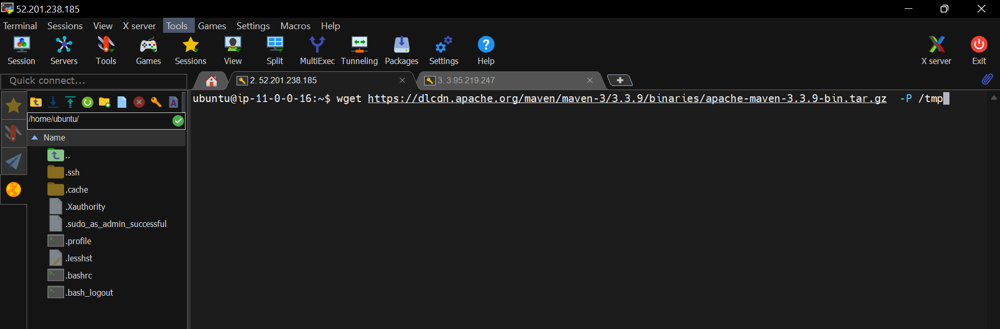 52.201.238.185
Terminal Sessions View X server Tools Games Settings Macros Help
Session Servers Tools Games Sessions View Split MultiExec Tunneling Packages Settings Help X server Exit
Quick connect...
2. 52.201.238.185
3. 3.95.219.247
/home/ubuntu/
Name
..
.ssh
.cache
.Xauthority
.sudo_as_admin_successful
.profile
.lesshst
.bashrc
.bash_logout
ubuntu@ip-11-0-0-16:~$ wget https://dlcdn.apache.org/maven/maven-3/3.3.9/binaries/apache-maven-3.3.9-bin.tar.gz -P /tmp